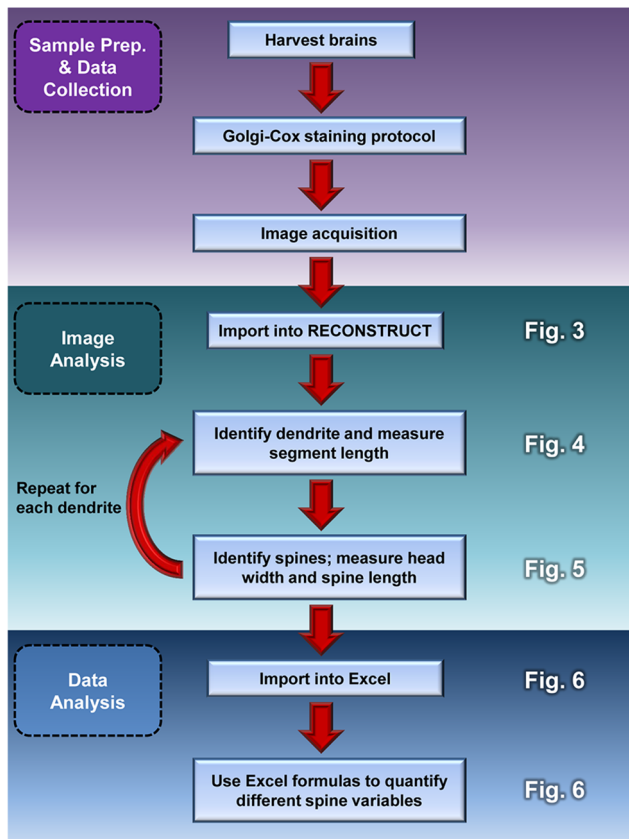 Sample Prep.
& Data
Collection
Harvest brains
Golgi-Cox staining protocol
Image acquisition
Image
Analysis
Import into RECONSTRUCT
Fig. 3
Identify dendrite and measure
segment length
Fig. 4
Repeat for
each dendrite
Identify spines; measure head
width and spine length
Fig. 5
Data
Analysis
Import into Excel
Fig. 6
Use Excel formulas to quantify
different spine variables
Fig. 6